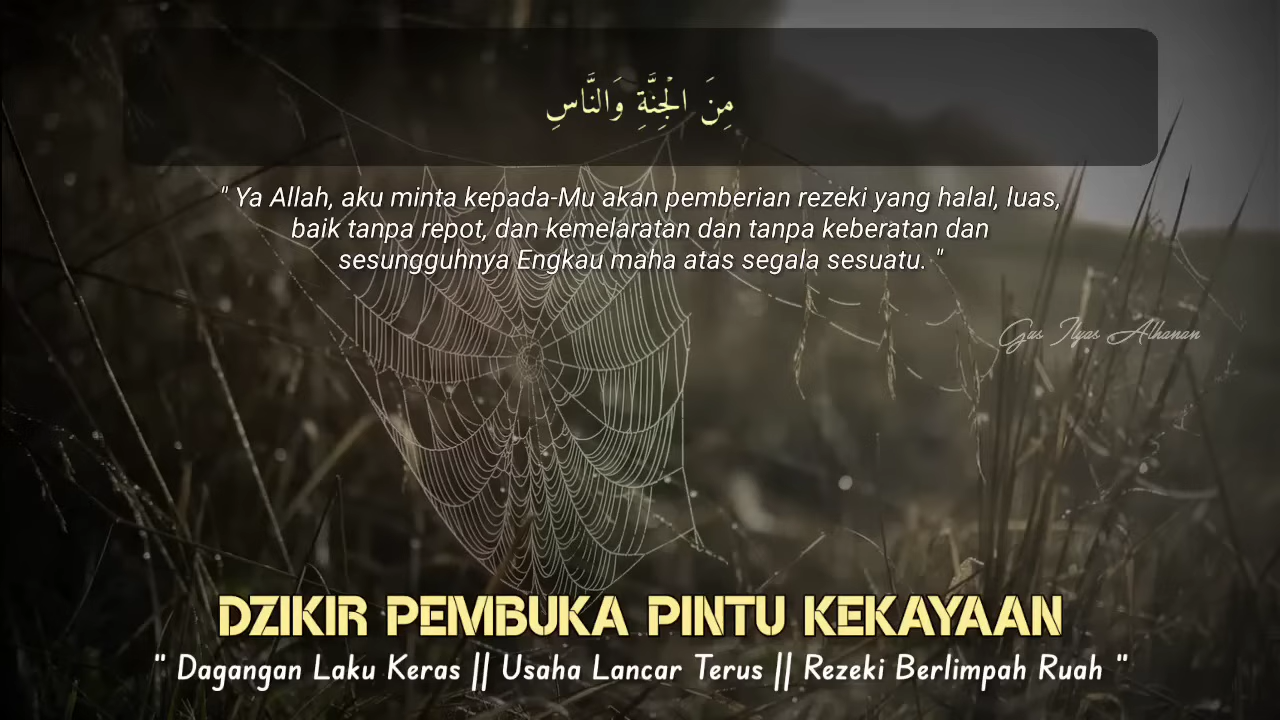 مِنَ الْجِنَّةِ وَالنَّاسِ
" Ya Allah, aku minta kepada-Mu akan pemberian rezeki yang halal, luas,
baik tanpa repot, dan kemelaratan dan tanpa keberatan dan
sesungguhnya Engkau maha atas segala sesuatu. "
Gus Ilyas Alhanan
DZIKIR PEMBUKA PINTU KEKAYAAN
" Dagangan Laku Keras || Usaha Lancar Terus || Rezeki Berlimpah Ruah "